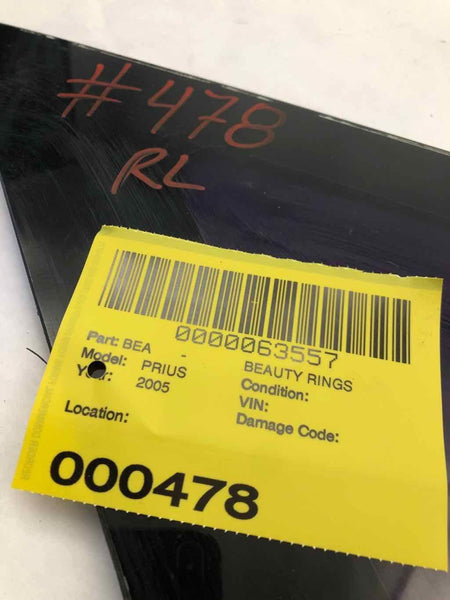 #478
RL
0000063557
Part: BEA - BEAUTY RINGS
Model: PRIUS Condition:
Year: 2005 VIN:
Location: Damage Code:
000478